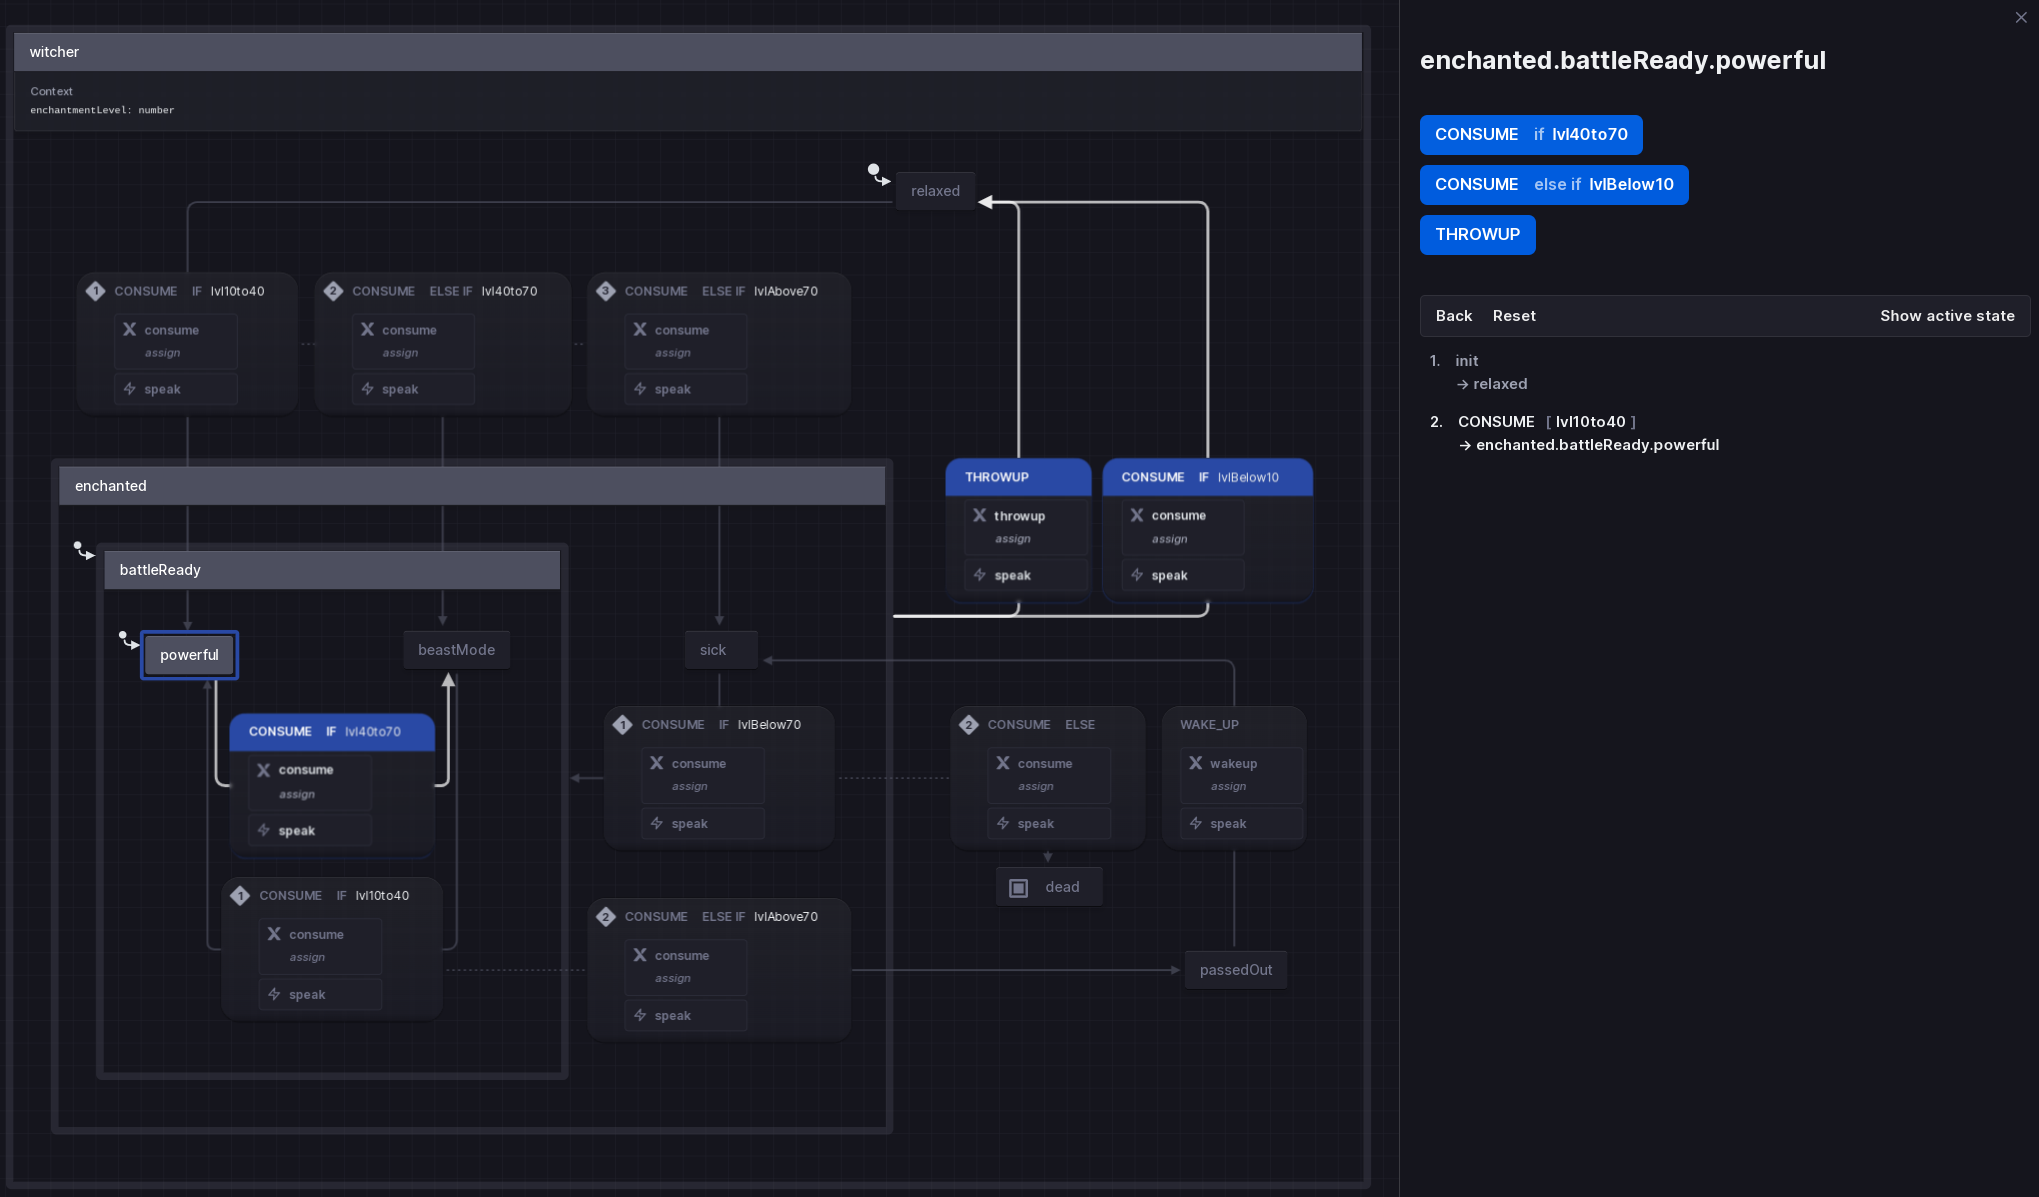 witcher
Context
enchantmentLevel: number
relaxed
1 CONSUME IF lvl10to40
consume
assign
speak
2 CONSUME ELSE IF lvl40to70
consume
assign
speak
3 CONSUME ELSE IF lvlAbove70
consume
assign
speak
enchanted
THROWUP
throwup
assign
speak
CONSUME IF lvlBelow10
consume
assign
speak
battleReady
powerful
beastMode
sick
CONSUME IF lvl40to70
consume
assign
speak
1 CONSUME IF lvlBelow70
consume
assign
speak
2 CONSUME ELSE
consume
assign
speak
WAKE_UP
wakeup
assign
speak
dead
1 CONSUME IF lvl10to40
consume
assign
speak
2 CONSUME ELSE IF lvlAbove70
consume
assign
speak
passedOut
enchanted.battleReady.powerful
CONSUME if lvl40to70
CONSUME else if lvlBelow10
THROWUP
Back Reset Show active state
1. init
→ relaxed
2. CONSUME [ lvl10to40 ]
→ enchanted.battleReady.powerful